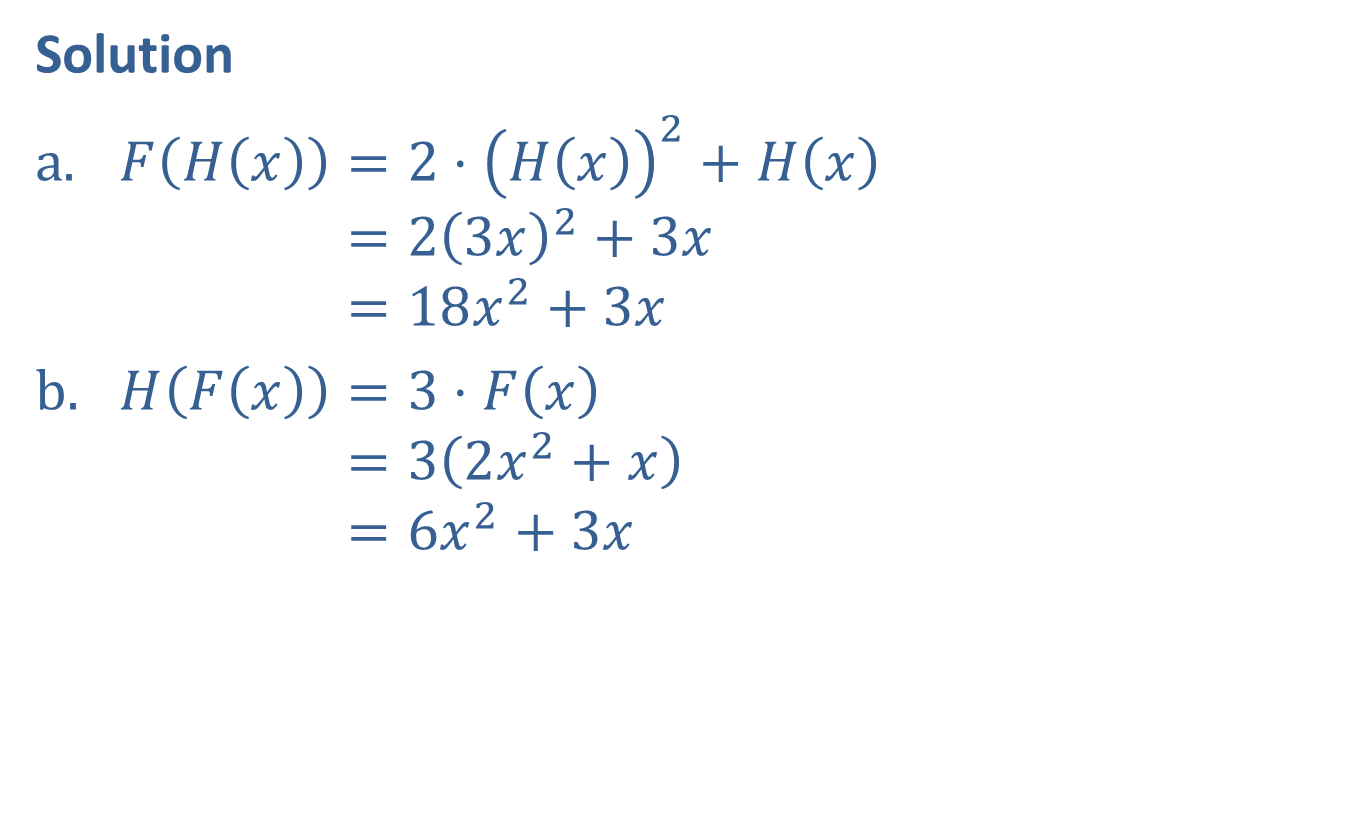 Solution
a. F(H(x)) = 2 · (H(x))² + H(x)
= 2(3x)² + 3x
= 18x² + 3x
b. H(F(x)) = 3 · F(x)
= 3(2x² + x)
= 6x² + 3x